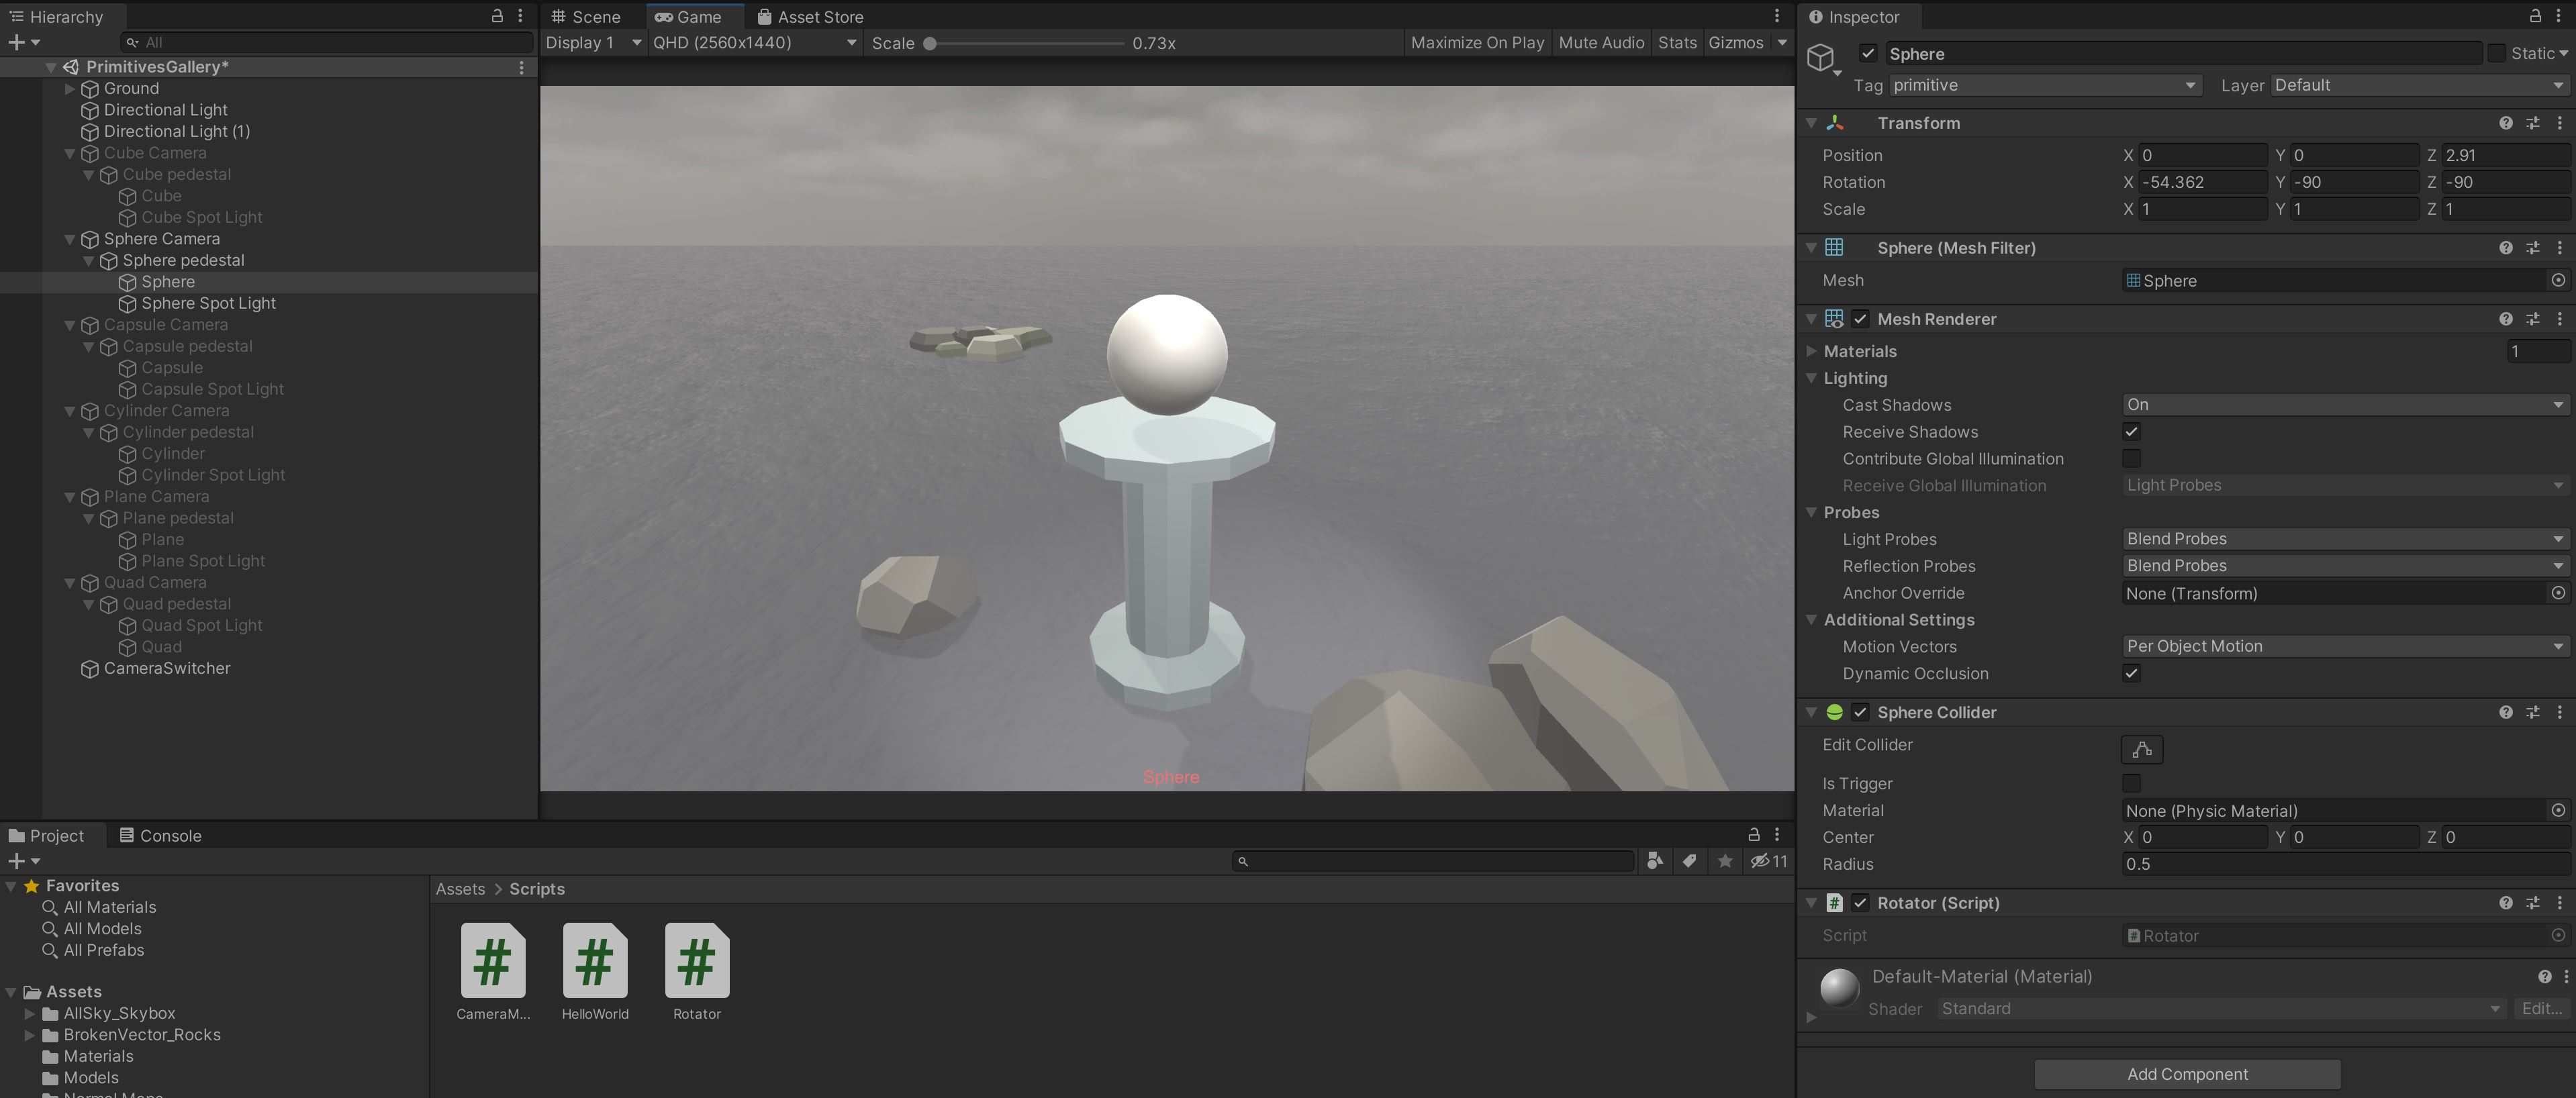 Hierarchy
All
PrimitivesGallery*
Ground
Directional Light
Directional Light (1)
Cube Camera
Cube pedestal
Cube
Cube Spot Light
Sphere Camera
Sphere pedestal
Sphere
Sphere Spot Light
Capsule Camera
Capsule pedestal
Capsule
Capsule Spot Light
Cylinder Camera
Cylinder pedestal
Cylinder
Cylinder Spot Light
Plane Camera
Plane pedestal
Plane
Plane Spot Light
Quad Camera
Quad pedestal
Quad Spot Light
Quad
CameraSwitcher
Scene Game Asset Store
Display 1 QHD (2560x1440) Scale 0.73x Maximize On Play Mute Audio Stats Gizmos
Sphere
Project Console
11
Favorites
All Materials
All Models
All Prefabs
Assets
AllSky_Skybox
BrokenVector_Rocks
Materials
Models
Assets > Scripts
# # #
CameraM... HelloWorld Rotator
Inspector
Sphere Static
Tag primitive Layer Default
Transform
Position X 0 Y 0 Z 2.91
Rotation X -54.362 Y -90 Z -90
Scale X 1 Y 1 Z 1
Sphere (Mesh Filter)
Mesh Sphere
Mesh Renderer
Materials 1
Lighting
Cast Shadows On
Receive Shadows
Contribute Global Illumination
Receive Global Illumination Light Probes
Probes
Light Probes Blend Probes
Reflection Probes Blend Probes
Anchor Override None (Transform)
Additional Settings
Motion Vectors Per Object Motion
Dynamic Occlusion
Sphere Collider
Edit Collider
Is Trigger
Material None (Physic Material)
Center X 0 Y 0 Z 0
Radius 0.5
# Rotator (Script)
Script Rotator
Default-Material (Material)
Shader Standard Edit...
Add Component